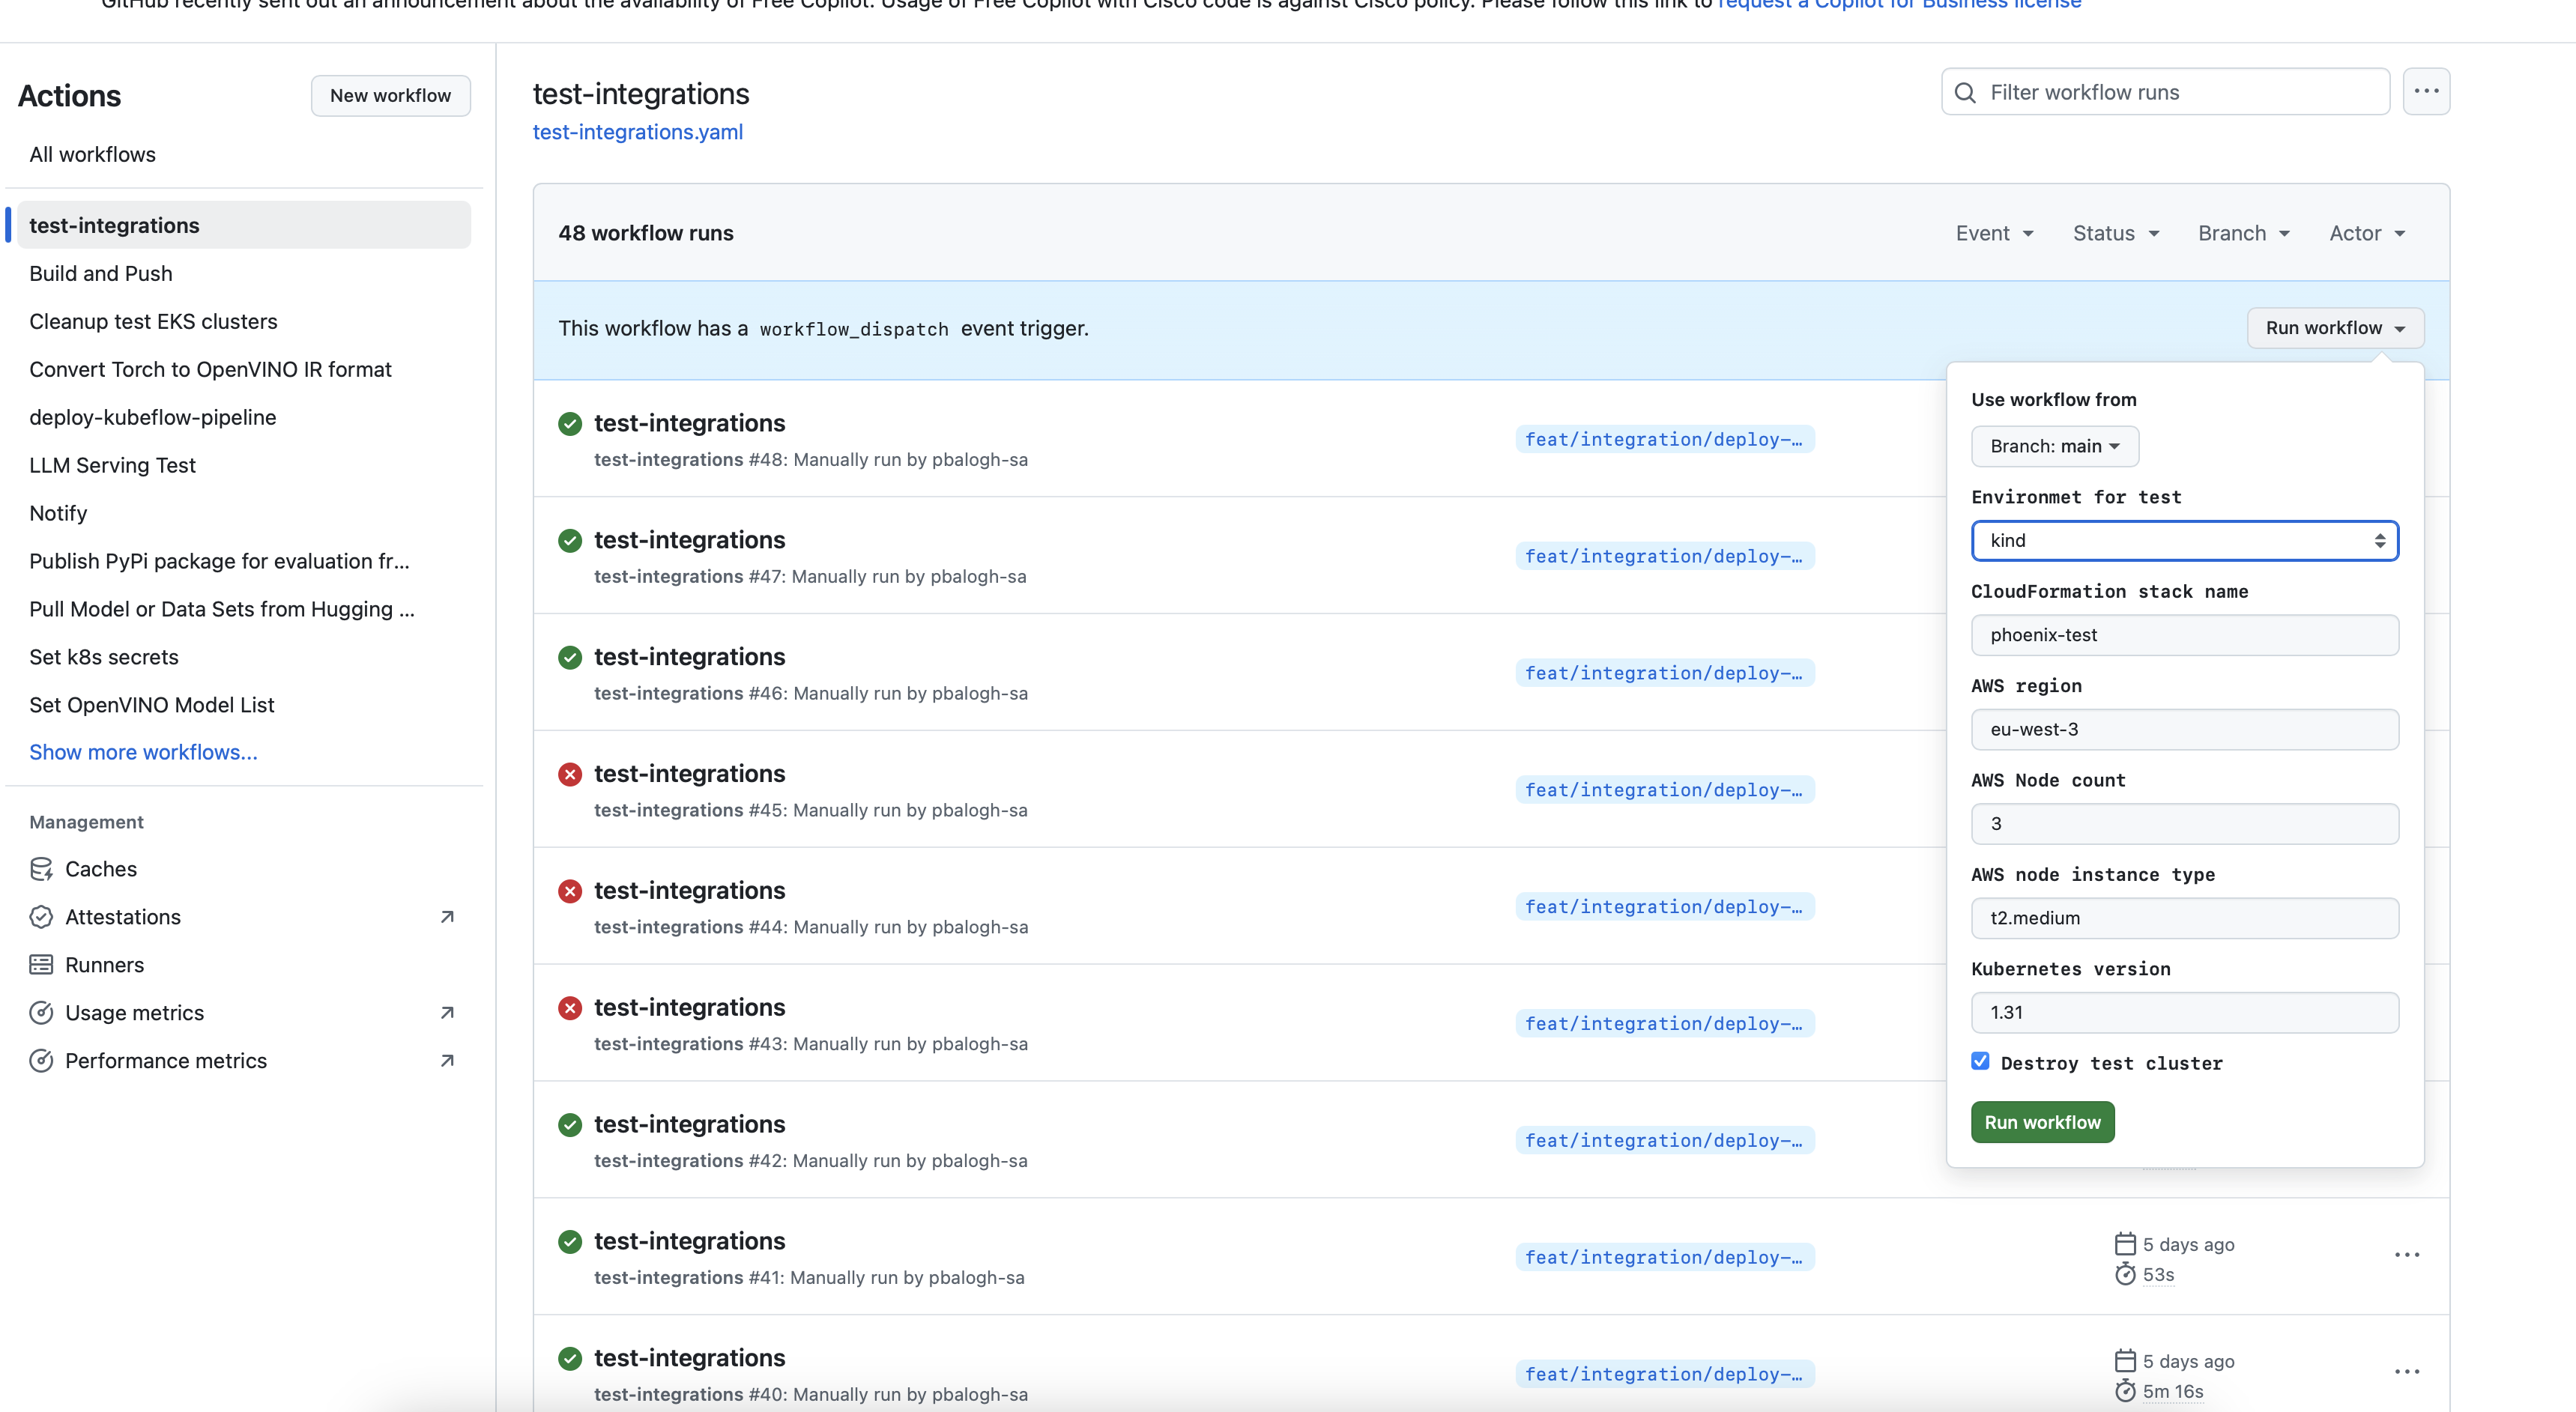 GitHub recently sent out an announcement about the availability of Free Copilot. Usage of Free Copilot with Cisco code is against Cisco policy. Please follow this link to request a Copilot for Business license
Actions
New workflow
All workflows
test-integrations
Build and Push
Cleanup test EKS clusters
Convert Torch to OpenVINO IR format
deploy-kubeflow-pipeline
LLM Serving Test
Notify
Publish PyPi package for evaluation fr...
Pull Model or Data Sets from Hugging ...
Set k8s secrets
Set OpenVINO Model List
Show more workflows...
Management
Caches
Attestations
Runners
Usage metrics
Performance metrics
test-integrations
test-integrations.yaml
Filter workflow runs
48 workflow runs
Event
Status
Branch
Actor
This workflow has a workflow_dispatch event trigger.
Run workflow
test-integrations
test-integrations #48: Manually run by pbalogh-sa
feat/integration/deploy-…
test-integrations
test-integrations #47: Manually run by pbalogh-sa
feat/integration/deploy-…
test-integrations
test-integrations #46: Manually run by pbalogh-sa
feat/integration/deploy-…
test-integrations
test-integrations #45: Manually run by pbalogh-sa
feat/integration/deploy-…
test-integrations
test-integrations #44: Manually run by pbalogh-sa
feat/integration/deploy-…
test-integrations
test-integrations #43: Manually run by pbalogh-sa
feat/integration/deploy-…
test-integrations
test-integrations #42: Manually run by pbalogh-sa
feat/integration/deploy-…
test-integrations
test-integrations #41: Manually run by pbalogh-sa
feat/integration/deploy-…
5 days ago
53s
test-integrations
test-integrations #40: Manually run by pbalogh-sa
feat/integration/deploy-…
5 days ago
5m 16s
Use workflow from
Branch: main
Environmet for test
kind
CloudFormation stack name
phoenix-test
AWS region
eu-west-3
AWS Node count
3
AWS node instance type
t2.medium
Kubernetes version
1.31
Destroy test cluster
Run workflow